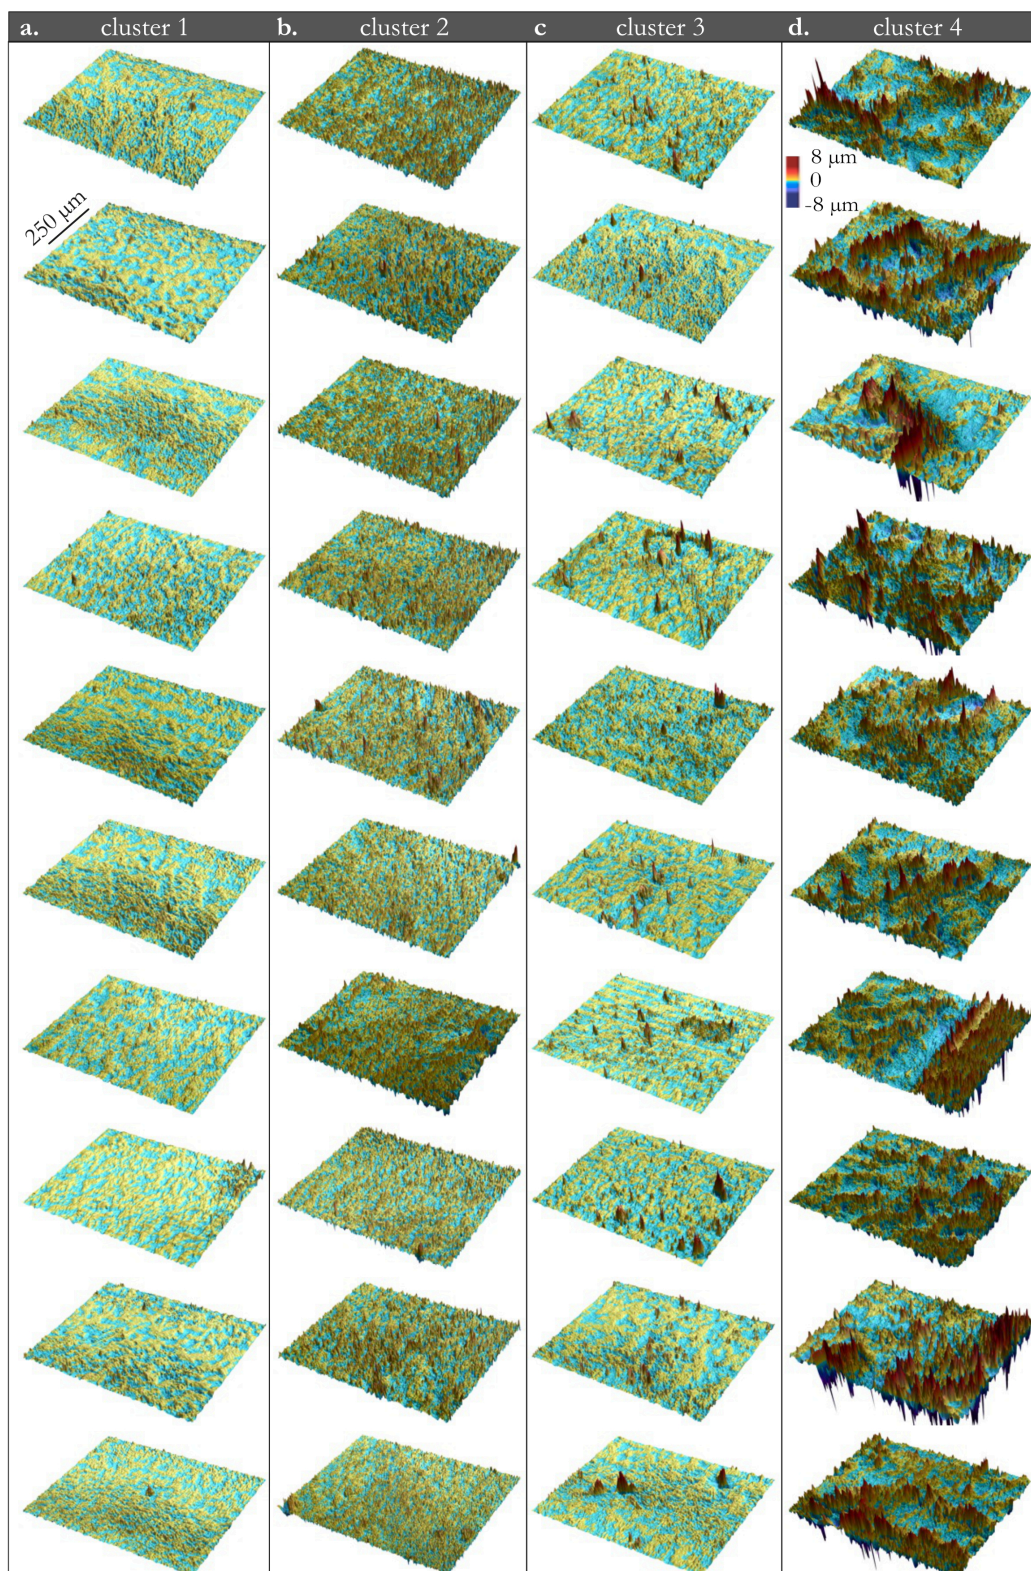 a. cluster 1
b. cluster 2
c cluster 3
d. cluster 4
250 μm
8 μm
0
-8 μm